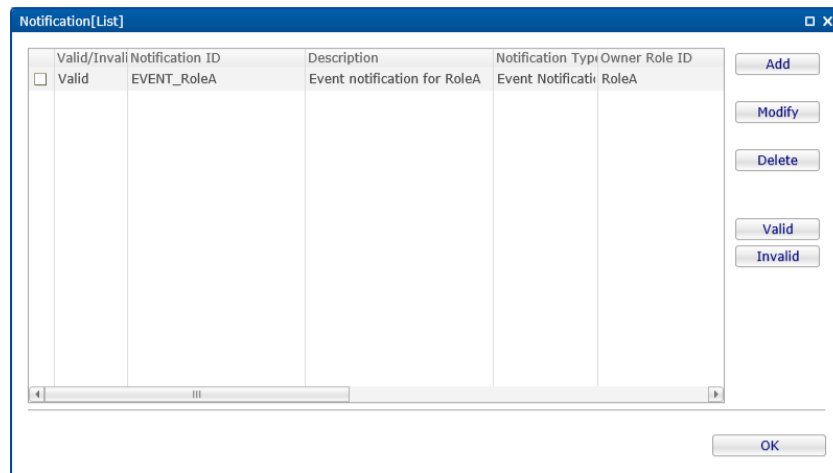 Notification[List]
Valid/Invali Notification ID Description Notification Typ Owner Role ID
Valid EVENT_RoleA Event notification for RoleA Event Notificati RoleA
Add
Modify
Delete
Valid
Invalid
OK